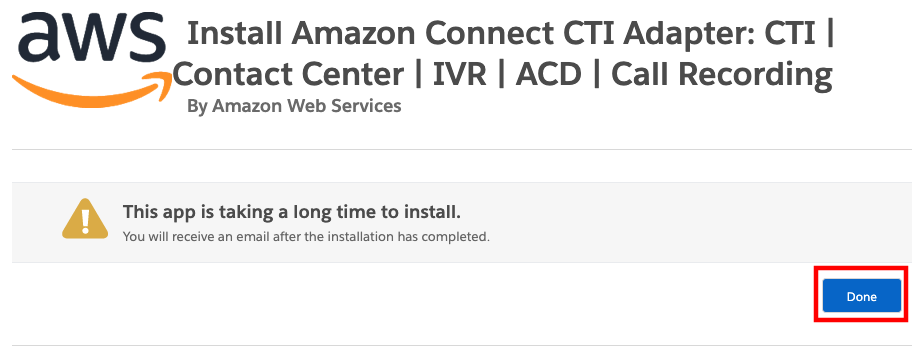 aws
Install Amazon Connect CTI Adapter: CTI |
Contact Center | IVR | ACD | Call Recording
By Amazon Web Services
This app is taking a long time to install.
You will receive an email after the installation has completed.
Done